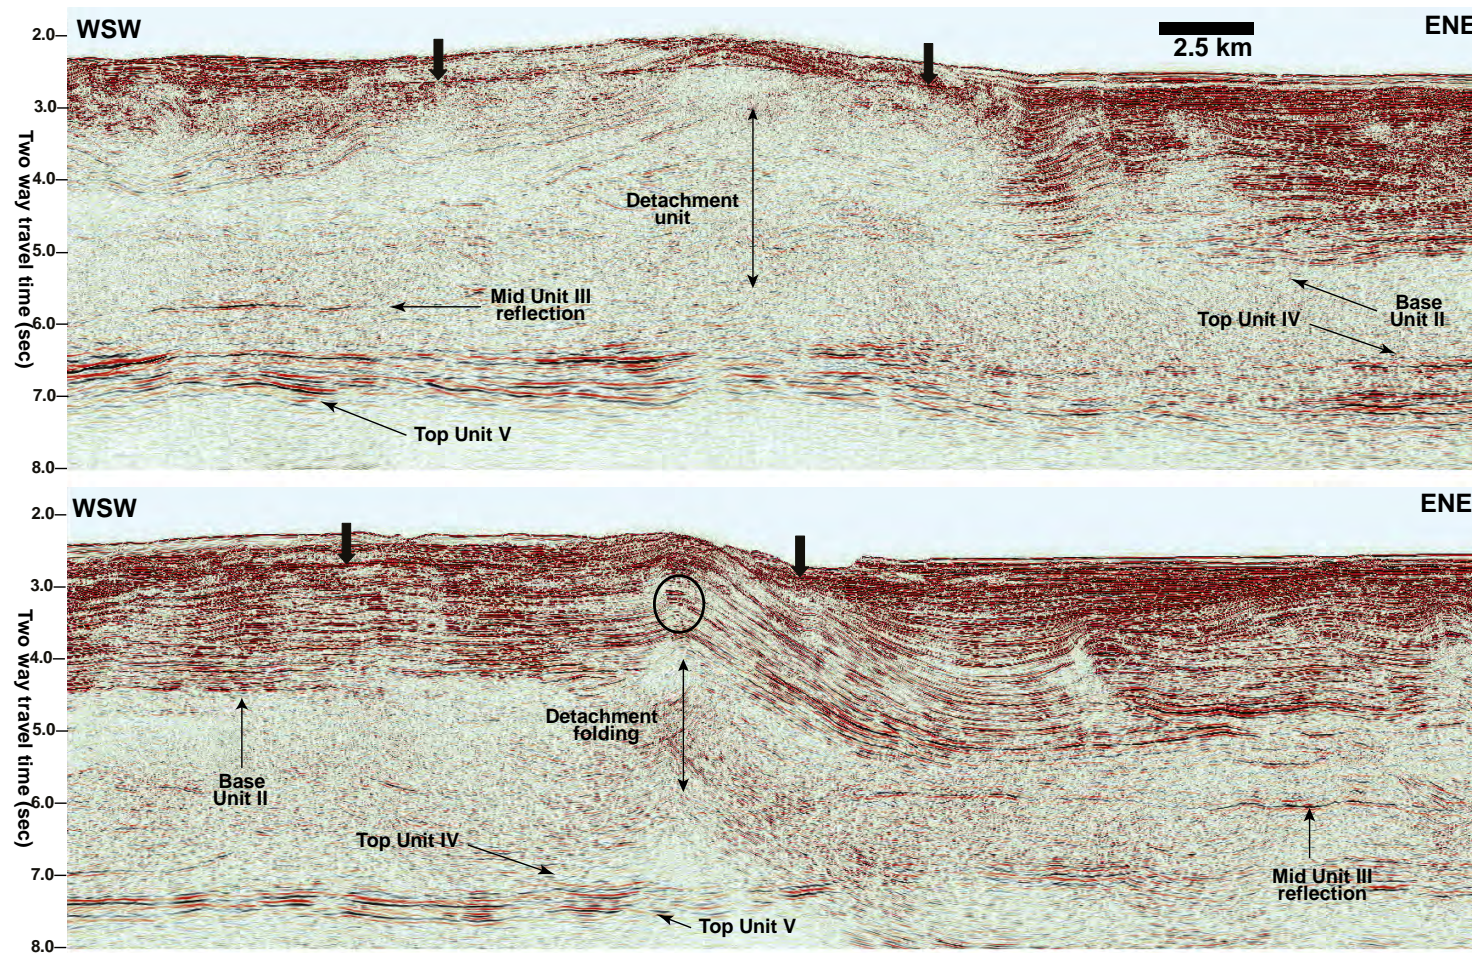 WSW
ENE
2.5 km
2.0
3.0
4.0
5.0
6.0
7.0
8.0
Two way travel time (sec)
Detachment
unit
Mid Unit III
reflection
Base
Unit II
Top Unit IV
Top Unit V
WSW
ENE
2.0
3.0
4.0
5.0
6.0
7.0
8.0
Two way travel time (sec)
Detachment
folding
Base
Unit II
Top Unit IV
Top Unit V
Mid Unit III
reflection